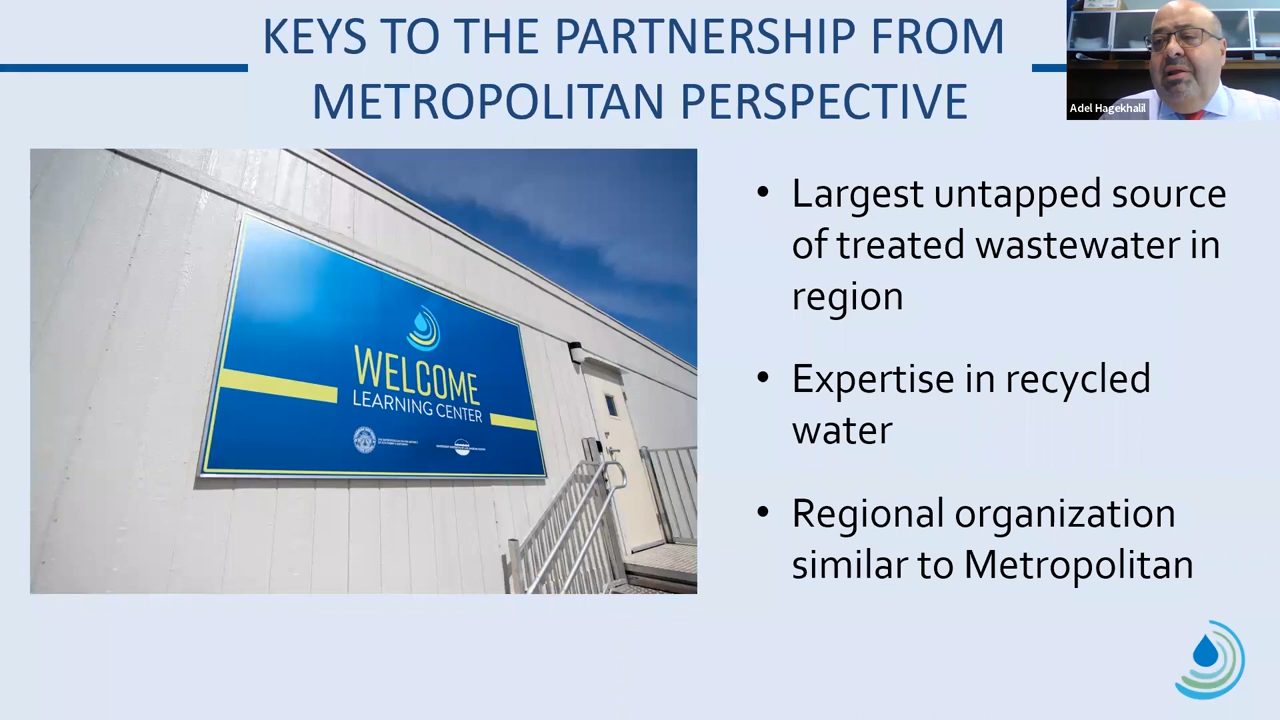 KEYS TO THE PARTNERSHIP FROM
METROPOLITAN PERSPECTIVE
Adel Hagekhalil
WELCOME
LEARNING CENTER
• Largest untapped source
of treated wastewater in
region
• Expertise in recycled
water
• Regional organization
similar to Metropolitan